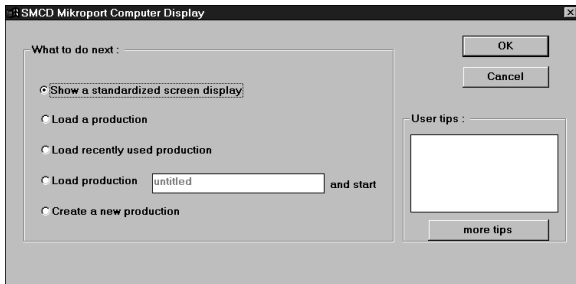 SMCD Mikroport Computer Display
What to do next :
Show a standardized screen display
Load a production
Load recently used production
Load production untitled and start
Create a new production
OK
Cancel
User tips :
more tips